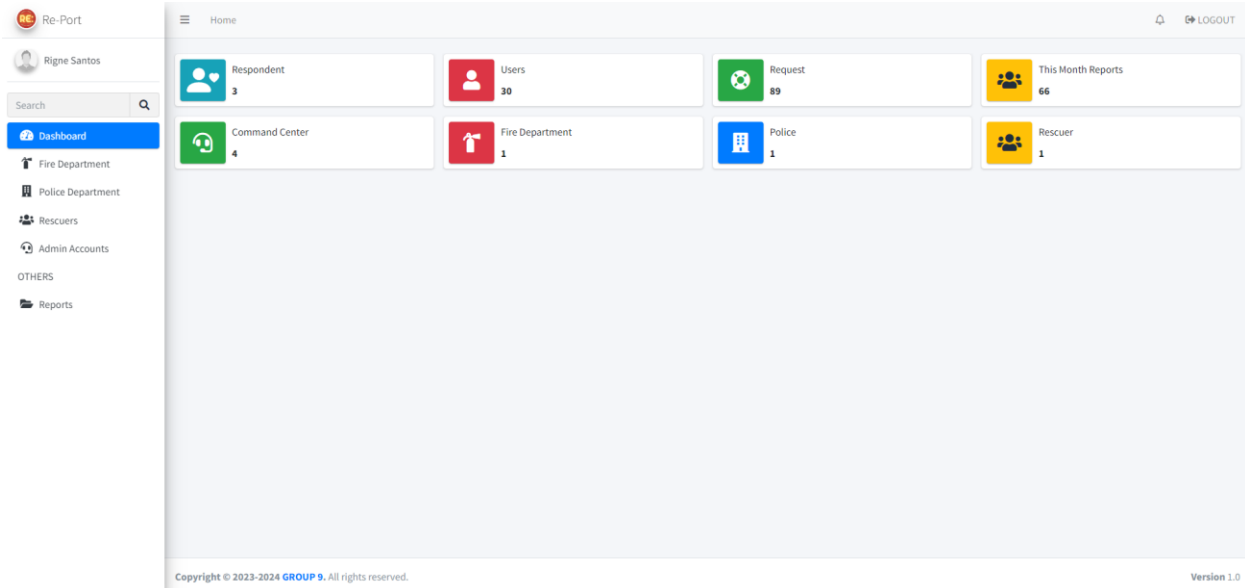 RE:
Re-Port
Home
LOGOUT
Rigne Santos
Search
Dashboard
Fire Department
Police Department
Rescuers
Admin Accounts
OTHERS
Reports
Respondent
3
Users
30
Request
89
This Month Reports
66
Command Center
4
Fire Department
1
Police
1
Rescuer
1
Copyright © 2023-2024 GROUP 9. All rights reserved.
Version 1.0